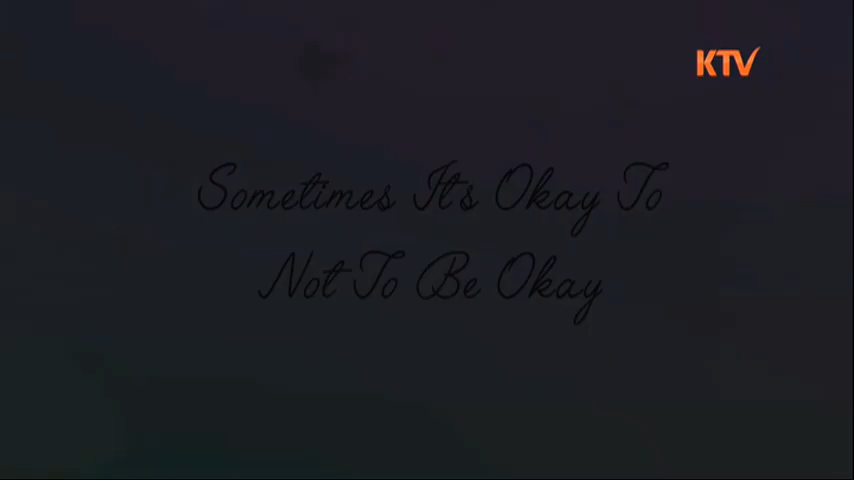 KTV
Sometimes It's Okay To
Not To Be Okay